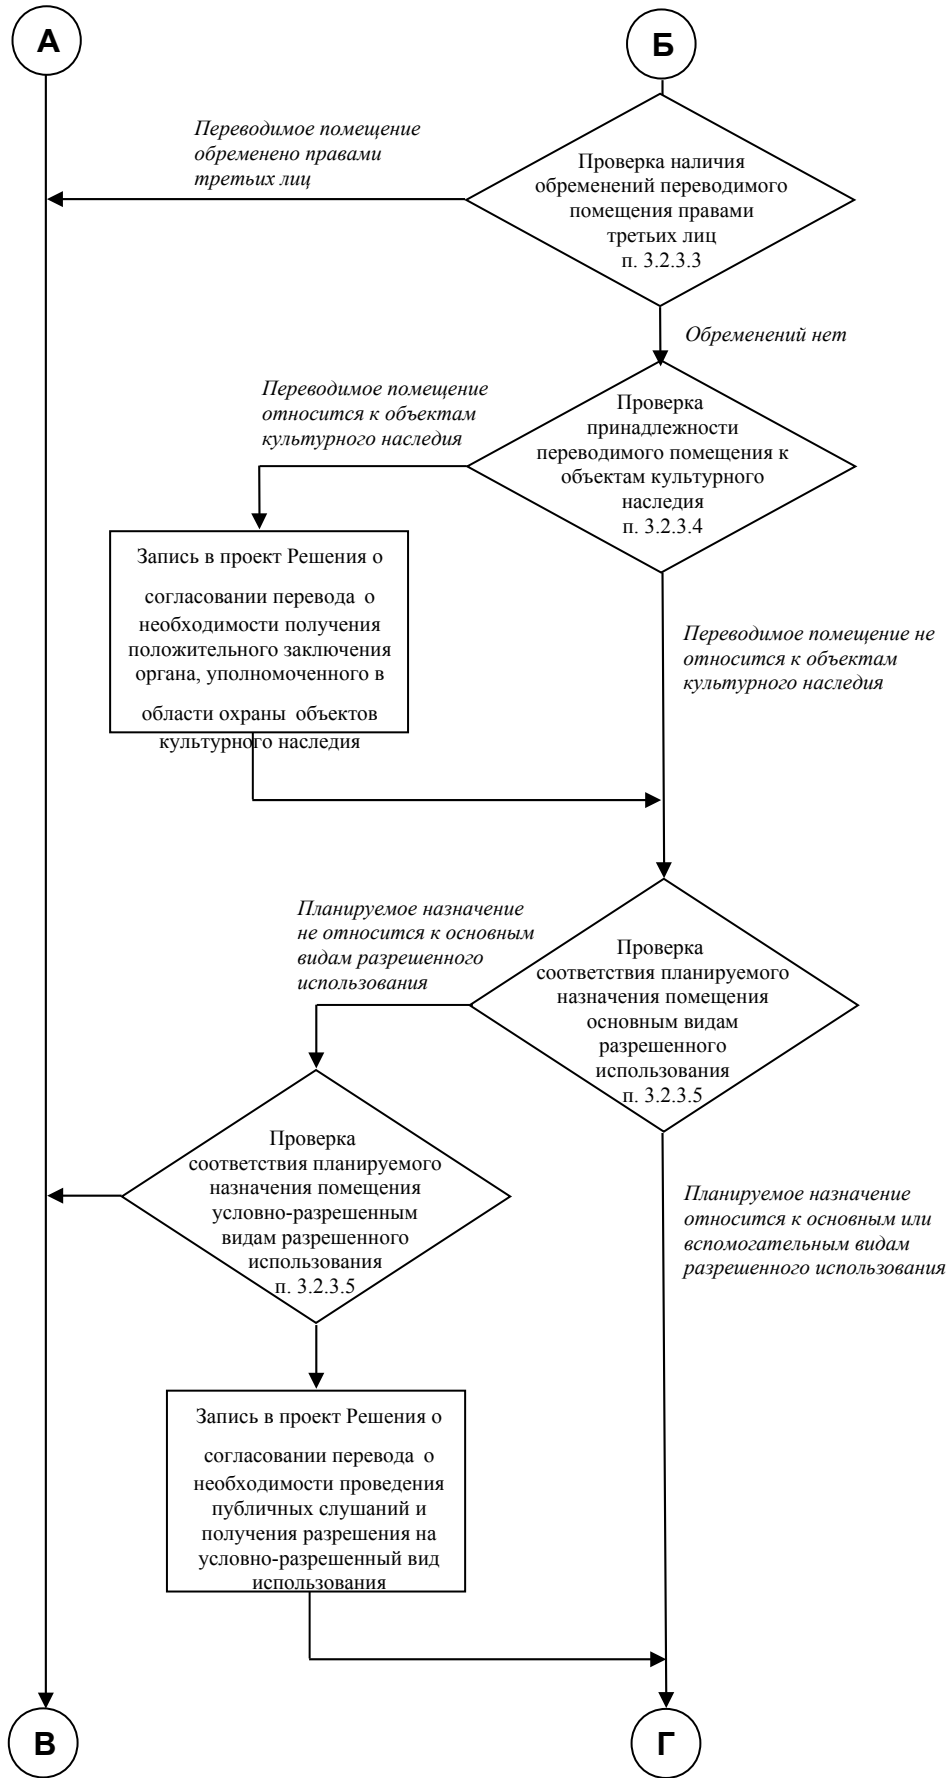 А
Б
Переводимое помещение
обременено правами
третьих лиц
Проверка наличия
обременений переводимого
помещения правами
третьих лиц
п. 3.2.3.3
Обременений нет
Переводимое помещение
относится к объектам
культурного наследия
Проверка
принадлежности
переводимого помещения к
объектам культурного
наследия
п. 3.2.3.4
Запись в проект Решения о
согласовании перевода о
необходимости получения
положительного заключения
органа, уполномоченного в
области охраны объектов
культурного наследия
Переводимое помещение не
относится к объектам
культурного наследия
Планируемое назначение
не относится к основным
видам разрешенного
использования
Проверка
соответствия планируемого
назначения помещения
основным видам
разрешенного
использования
п. 3.2.3.5
Проверка
соответствия планируемого
назначения помещения
условно-разрешенным
видам разрешенного
использования
п. 3.2.3.5
Планируемое назначение
относится к основным или
вспомогательным видам
разрешенного использования
Запись в проект Решения о
согласовании перевода о
необходимости проведения
публичных слушаний и
получения разрешения на
условно-разрешенный вид
использования
В
Г